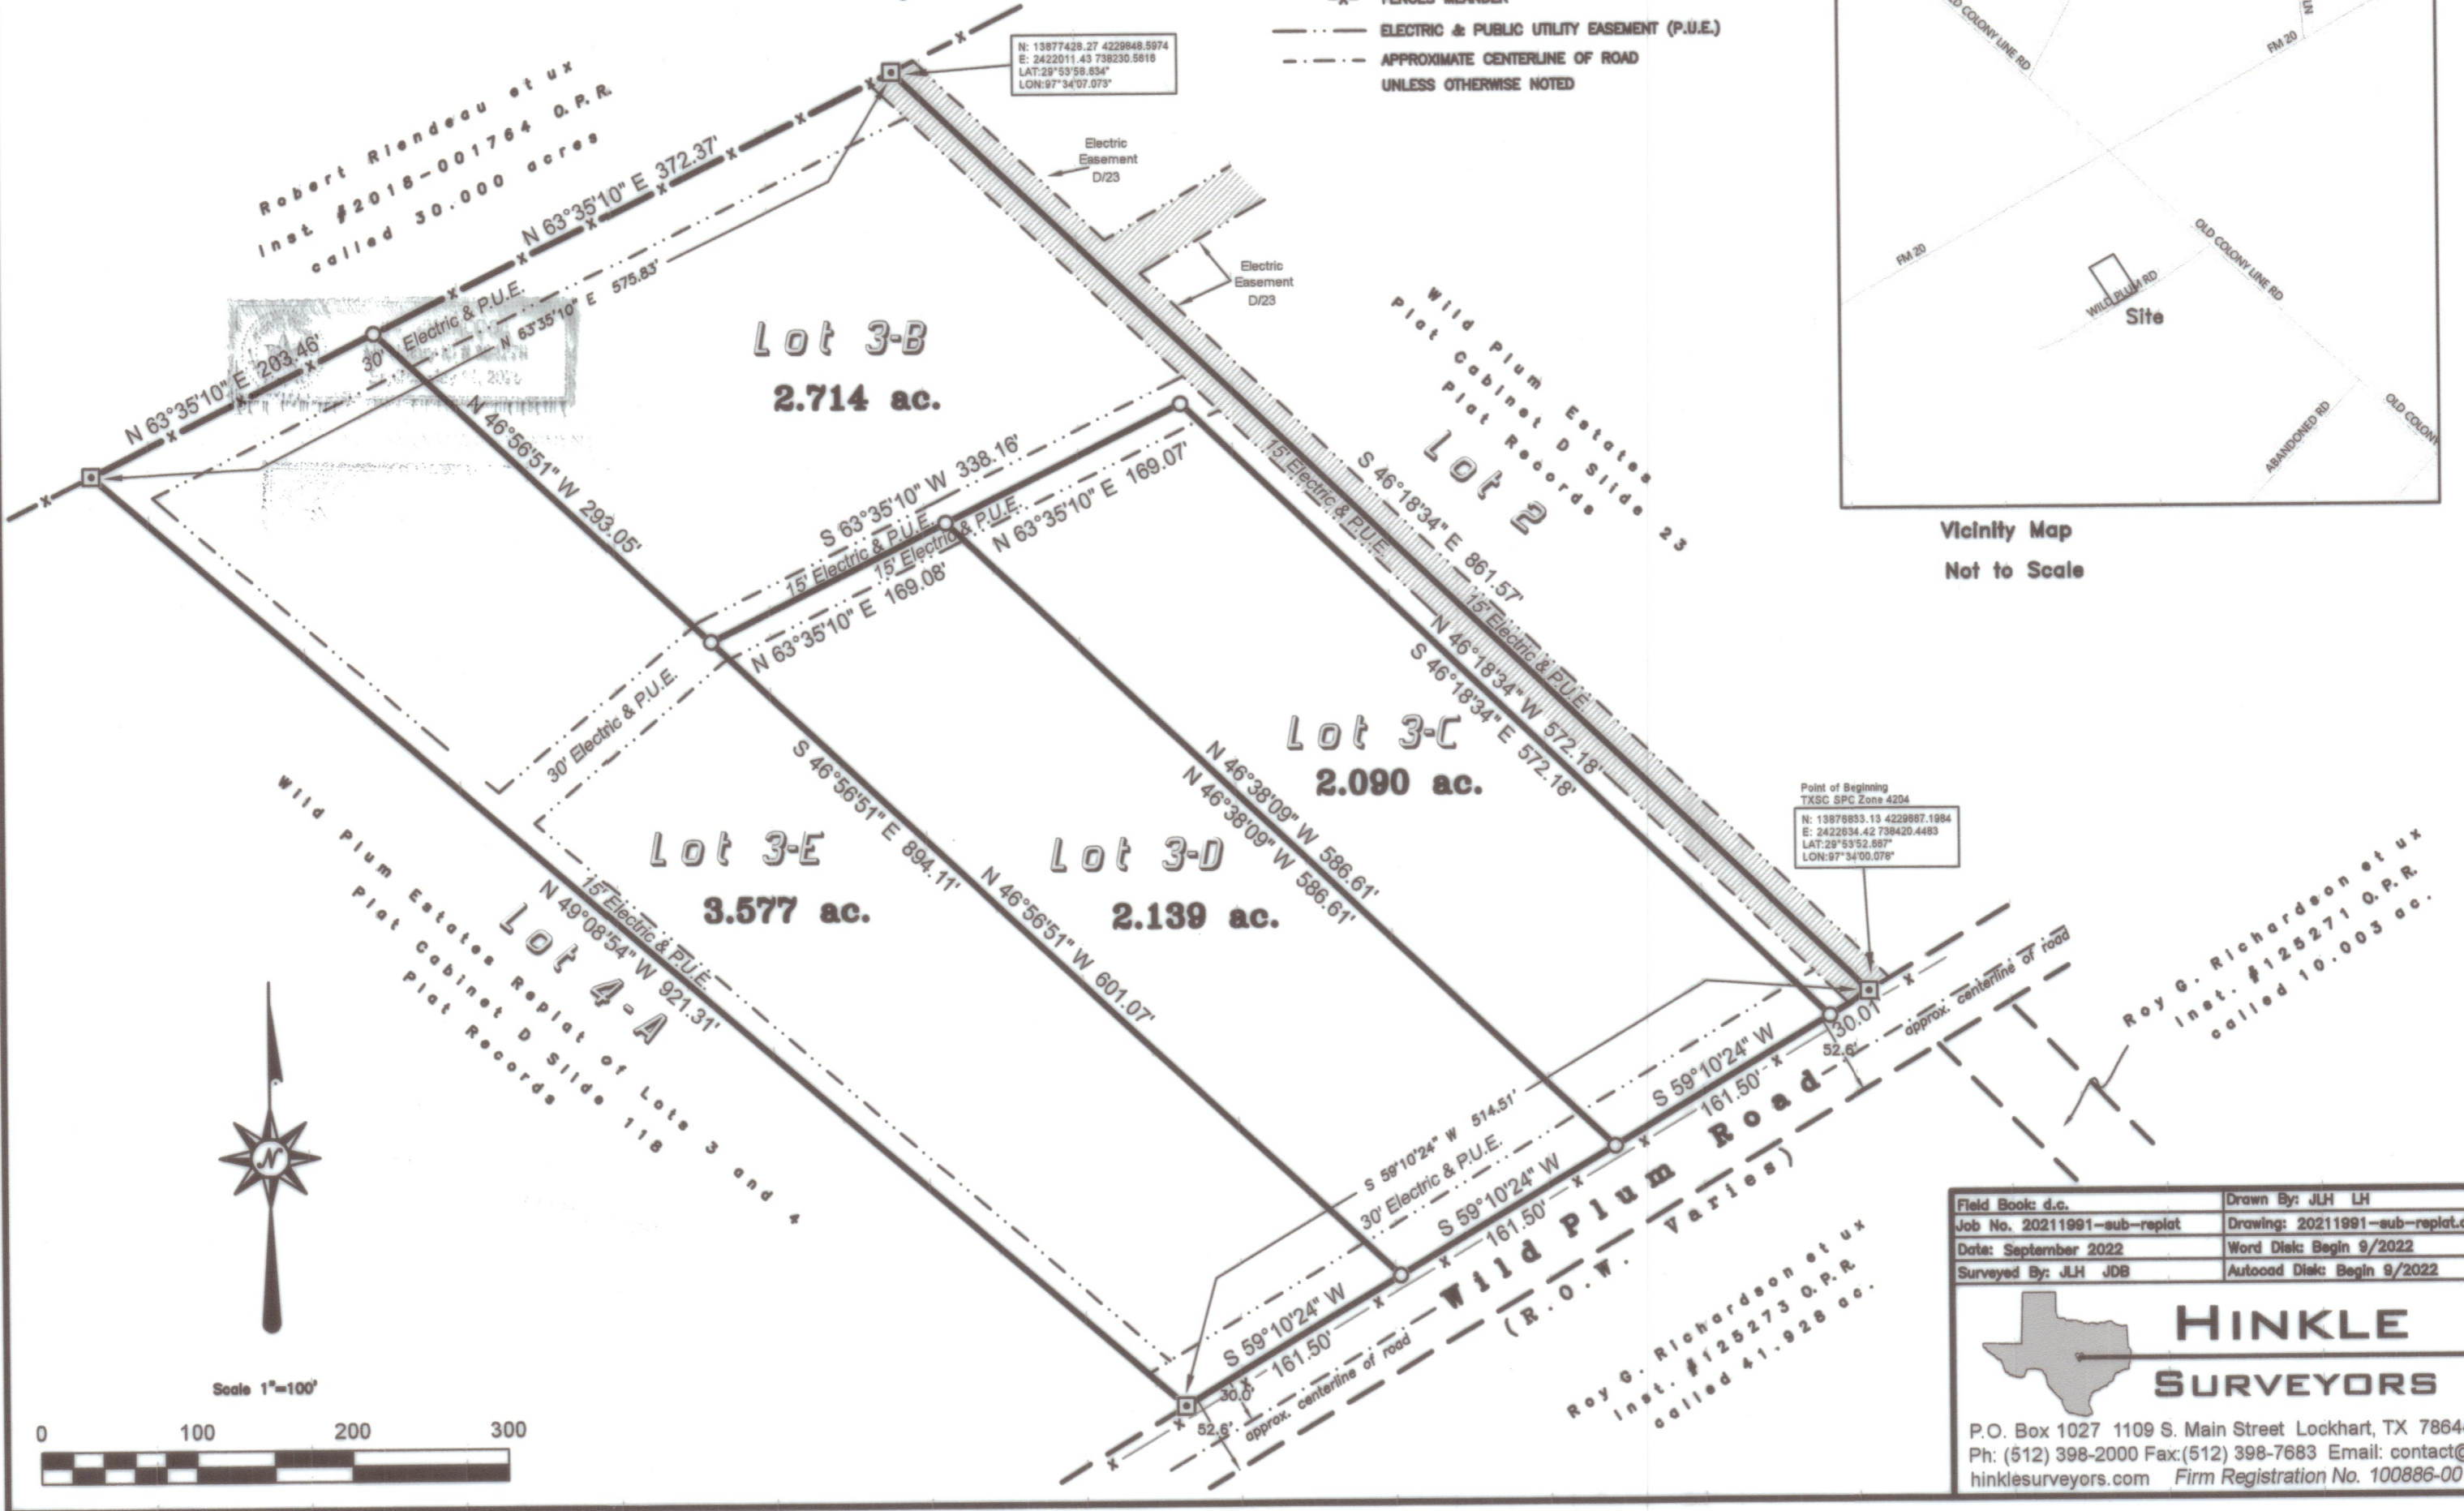 FENCES MEANDER
ELECTRIC & PUBLIC UTILITY EASEMENT (P.U.E.)
APPROXIMATE CENTERLINE OF ROAD
UNLESS OTHERWISE NOTED
N: 13877428.27 4229848.5974
E: 2422011.43 738230.5816
LAT:29°53'58.634"
LON:97°34'07.073"
Robert Riendeau et ux
Inst. #2018-001764 O.P.R.
called 30.000 acres
N 63°35'10" E 372.37'
N 63°35'10" E 203.46'
30' Electric & P.U.E.
N 63°35'10" E 575.83'
Electric
Easement
D/23
Electric
Easement
D/23
Lot 3-B
2.714 ac.
N 46°56'51" W 293.05'
S 63°35'10" W 338.16'
15' Electric & P.U.E.
15' Electric & P.U.E.
N 63°35'10" E 169.07'
N 63°35'10" E 169.08'
30' Electric & P.U.E.
Wild Plum Estates
Plat Cabinet D Slide 23
Plat Records
Lot 2
S 46°18'34" E 861.57'
15' Electric & P.U.E.
15' Electric & P.U.E.
N 46°18'34" W 572.18'
S 46°18'34" E 572.18'
Lot 3-C
2.090 ac.
N 46°38'09" W 586.61'
N 46°38'09" W 586.61'
Lot 3-D
2.139 ac.
S 46°56'51" E 894.11'
N 46°56'51" W 601.07'
Lot 3-E
3.577 ac.
15' Electric & P.U.E.
N 49°08'54" W 921.31'
Lot 4-A
Wild Plum Estates Replat of Lots 3 and 4
Plat Cabinet D Slide 118
Plat Records
Point of Beginning
TXSC SPC Zone 4204
N: 13876833.13 4229667.1984
E: 2422634.42 738420.4483
LAT:29°53'52.667"
LON:97°34'00.076"
S 59°10'24" W 514.51'
30' Electric & P.U.E.
S 59°10'24" W
161.50'
S 59°10'24" W
161.50'
S 59°10'24" W
161.50'
30.01'
52.6'
approx. centerline of road
30.0'
52.6'
approx. centerline of road
Wild Plum Road
(R.O.W. Varies)
Roy G. Richardson et ux
Inst. #125271 O.P.R.
called 10.003 ac.
Roy G. Richardson et ux
Inst. #125273 O.P.R.
called 41.928 ac.
N
Scale 1"=100'
0 100 200 300
OLD COLONY LINE RD
LN
FM 20
FM 20
OLD COLONY LINE RD
WILD PLUM RD
Site
ABANDONED RD
OLD COLONY
Vicinity Map
Not to Scale
Field Book: d.c.
Drawn By: JLH LH
Job No. 20211991-sub-replat
Drawing: 20211991-sub-replat.d
Date: September 2022
Word Disk: Begin 9/2022
Surveyed By: JLH JDB
Autocad Disk: Begin 9/2022
HINKLE
SURVEYORS
P.O. Box 1027 1109 S. Main Street Lockhart, TX 7864
Ph: (512) 398-2000 Fax:(512) 398-7683 Email: contact@
hinklesurveyors.com Firm Registration No. 100886-00